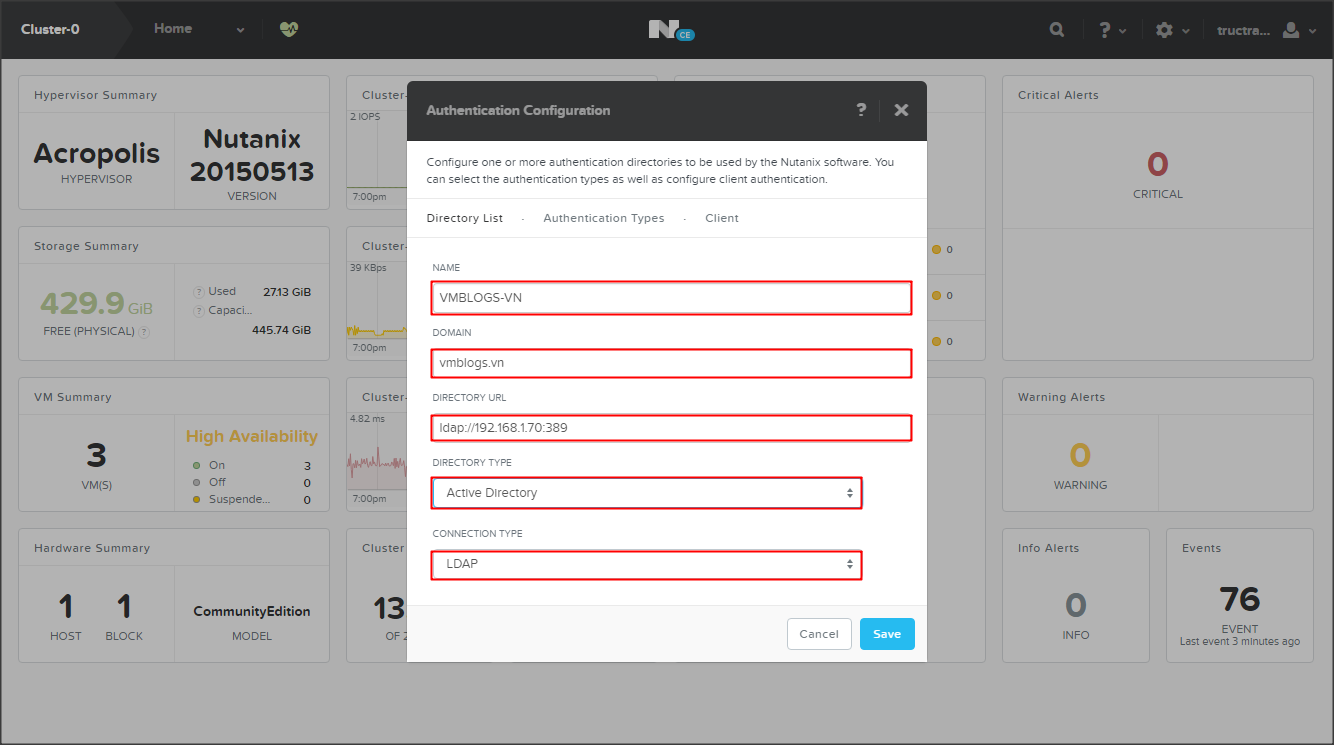 Cluster-0
Home
CE
?
tructra...
Hypervisor Summary
Acropolis
HYPERVISOR
Nutanix
20150513
VERSION
Storage Summary
429.9 GiB
FREE (PHYSICAL) ?
? Used 27.13 GiB
? Capaci...
445.74 GiB
VM Summary
3
VM(S)
High Availability
On 3
Off 0
Suspende... 0
Hardware Summary
1
HOST
1
BLOCK
CommunityEdition
MODEL
Cluster-
2 IOPS
7:00pm
Cluster-
39 KBps
7:00pm
Cluster-
4.82 ms
7:00pm
Cluster
13
OF 2
Authentication Configuration
?
Configure one or more authentication directories to be used by the Nutanix software. You
can select the authentication types as well as configure client authentication.
Directory List · Authentication Types · Client
NAME
VMBLOGS-VN
DOMAIN
vmblogs.vn
DIRECTORY URL
ldap://192.168.1.70:389
DIRECTORY TYPE
Active Directory
CONNECTION TYPE
LDAP
Cancel
Save
0
0
0
Critical Alerts
0
CRITICAL
Warning Alerts
0
WARNING
Info Alerts
0
INFO
Events
76
EVENT
Last event 3 minutes ago